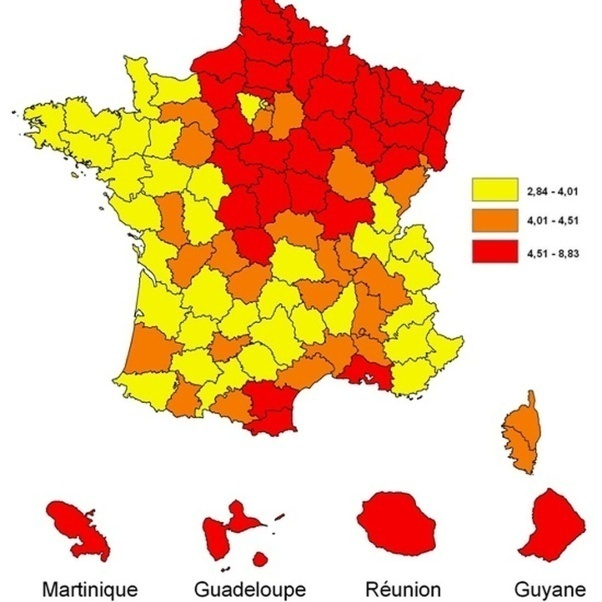 2,84 - 4,01
4,01 - 4,51
4,51 - 8,83
Martinique Guadeloupe Réunion Guyane